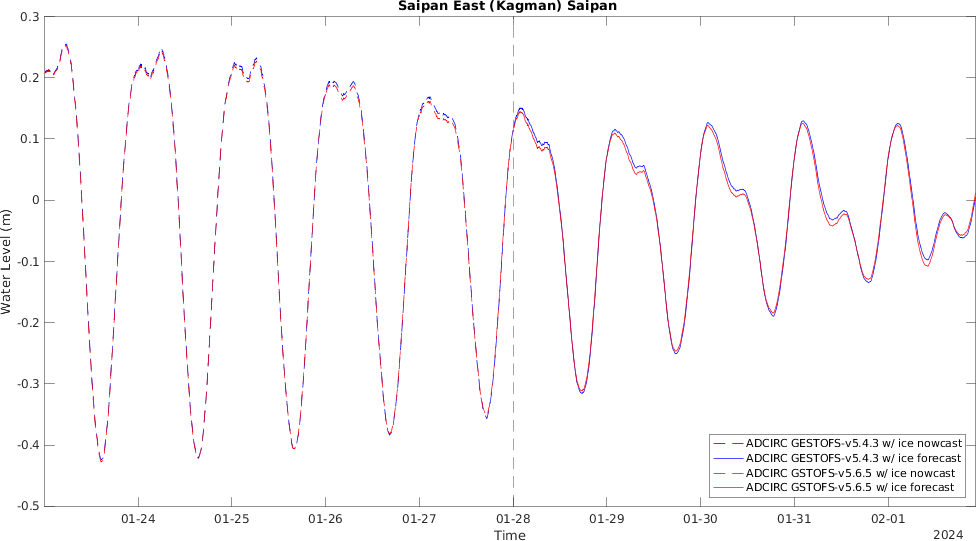 Saipan East (Kagman) Saipan
0.3
0.2
0.1
0
-0.1
-0.2
-0.3
-0.4
-0.5
Water Level (m)
ADCIRC GESTOFS-v5.4.3 w/ ice nowcast
ADCIRC GESTOFS-v5.4.3 w/ ice forecast
ADCIRC GSTOFS-v5.6.5 w/ ice nowcast
ADCIRC GSTOFS-v5.6.5 w/ ice forecast
01-24 01-25 01-26 01-27 01-28 01-29 01-30 01-31 02-01
Time
2024